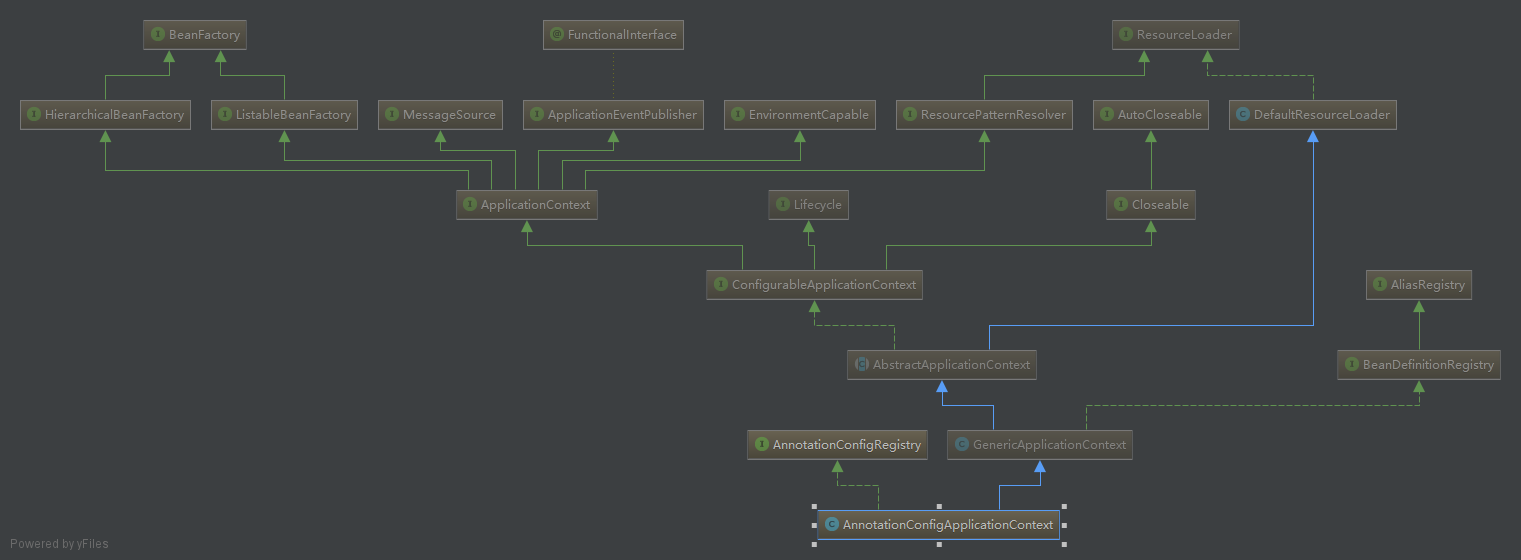 BeanFactory
FunctionalInterface
ResourceLoader
HierarchicalBeanFactory
ListableBeanFactory
MessageSource
ApplicationEventPublisher
EnvironmentCapable
ResourcePatternResolver
AutoCloseable
DefaultResourceLoader
ApplicationContext
Lifecycle
Closeable
ConfigurableApplicationContext
AliasRegistry
AbstractApplicationContext
BeanDefinitionRegistry
AnnotationConfigRegistry
GenericApplicationContext
AnnotationConfigApplicationContext
Powered by yFiles